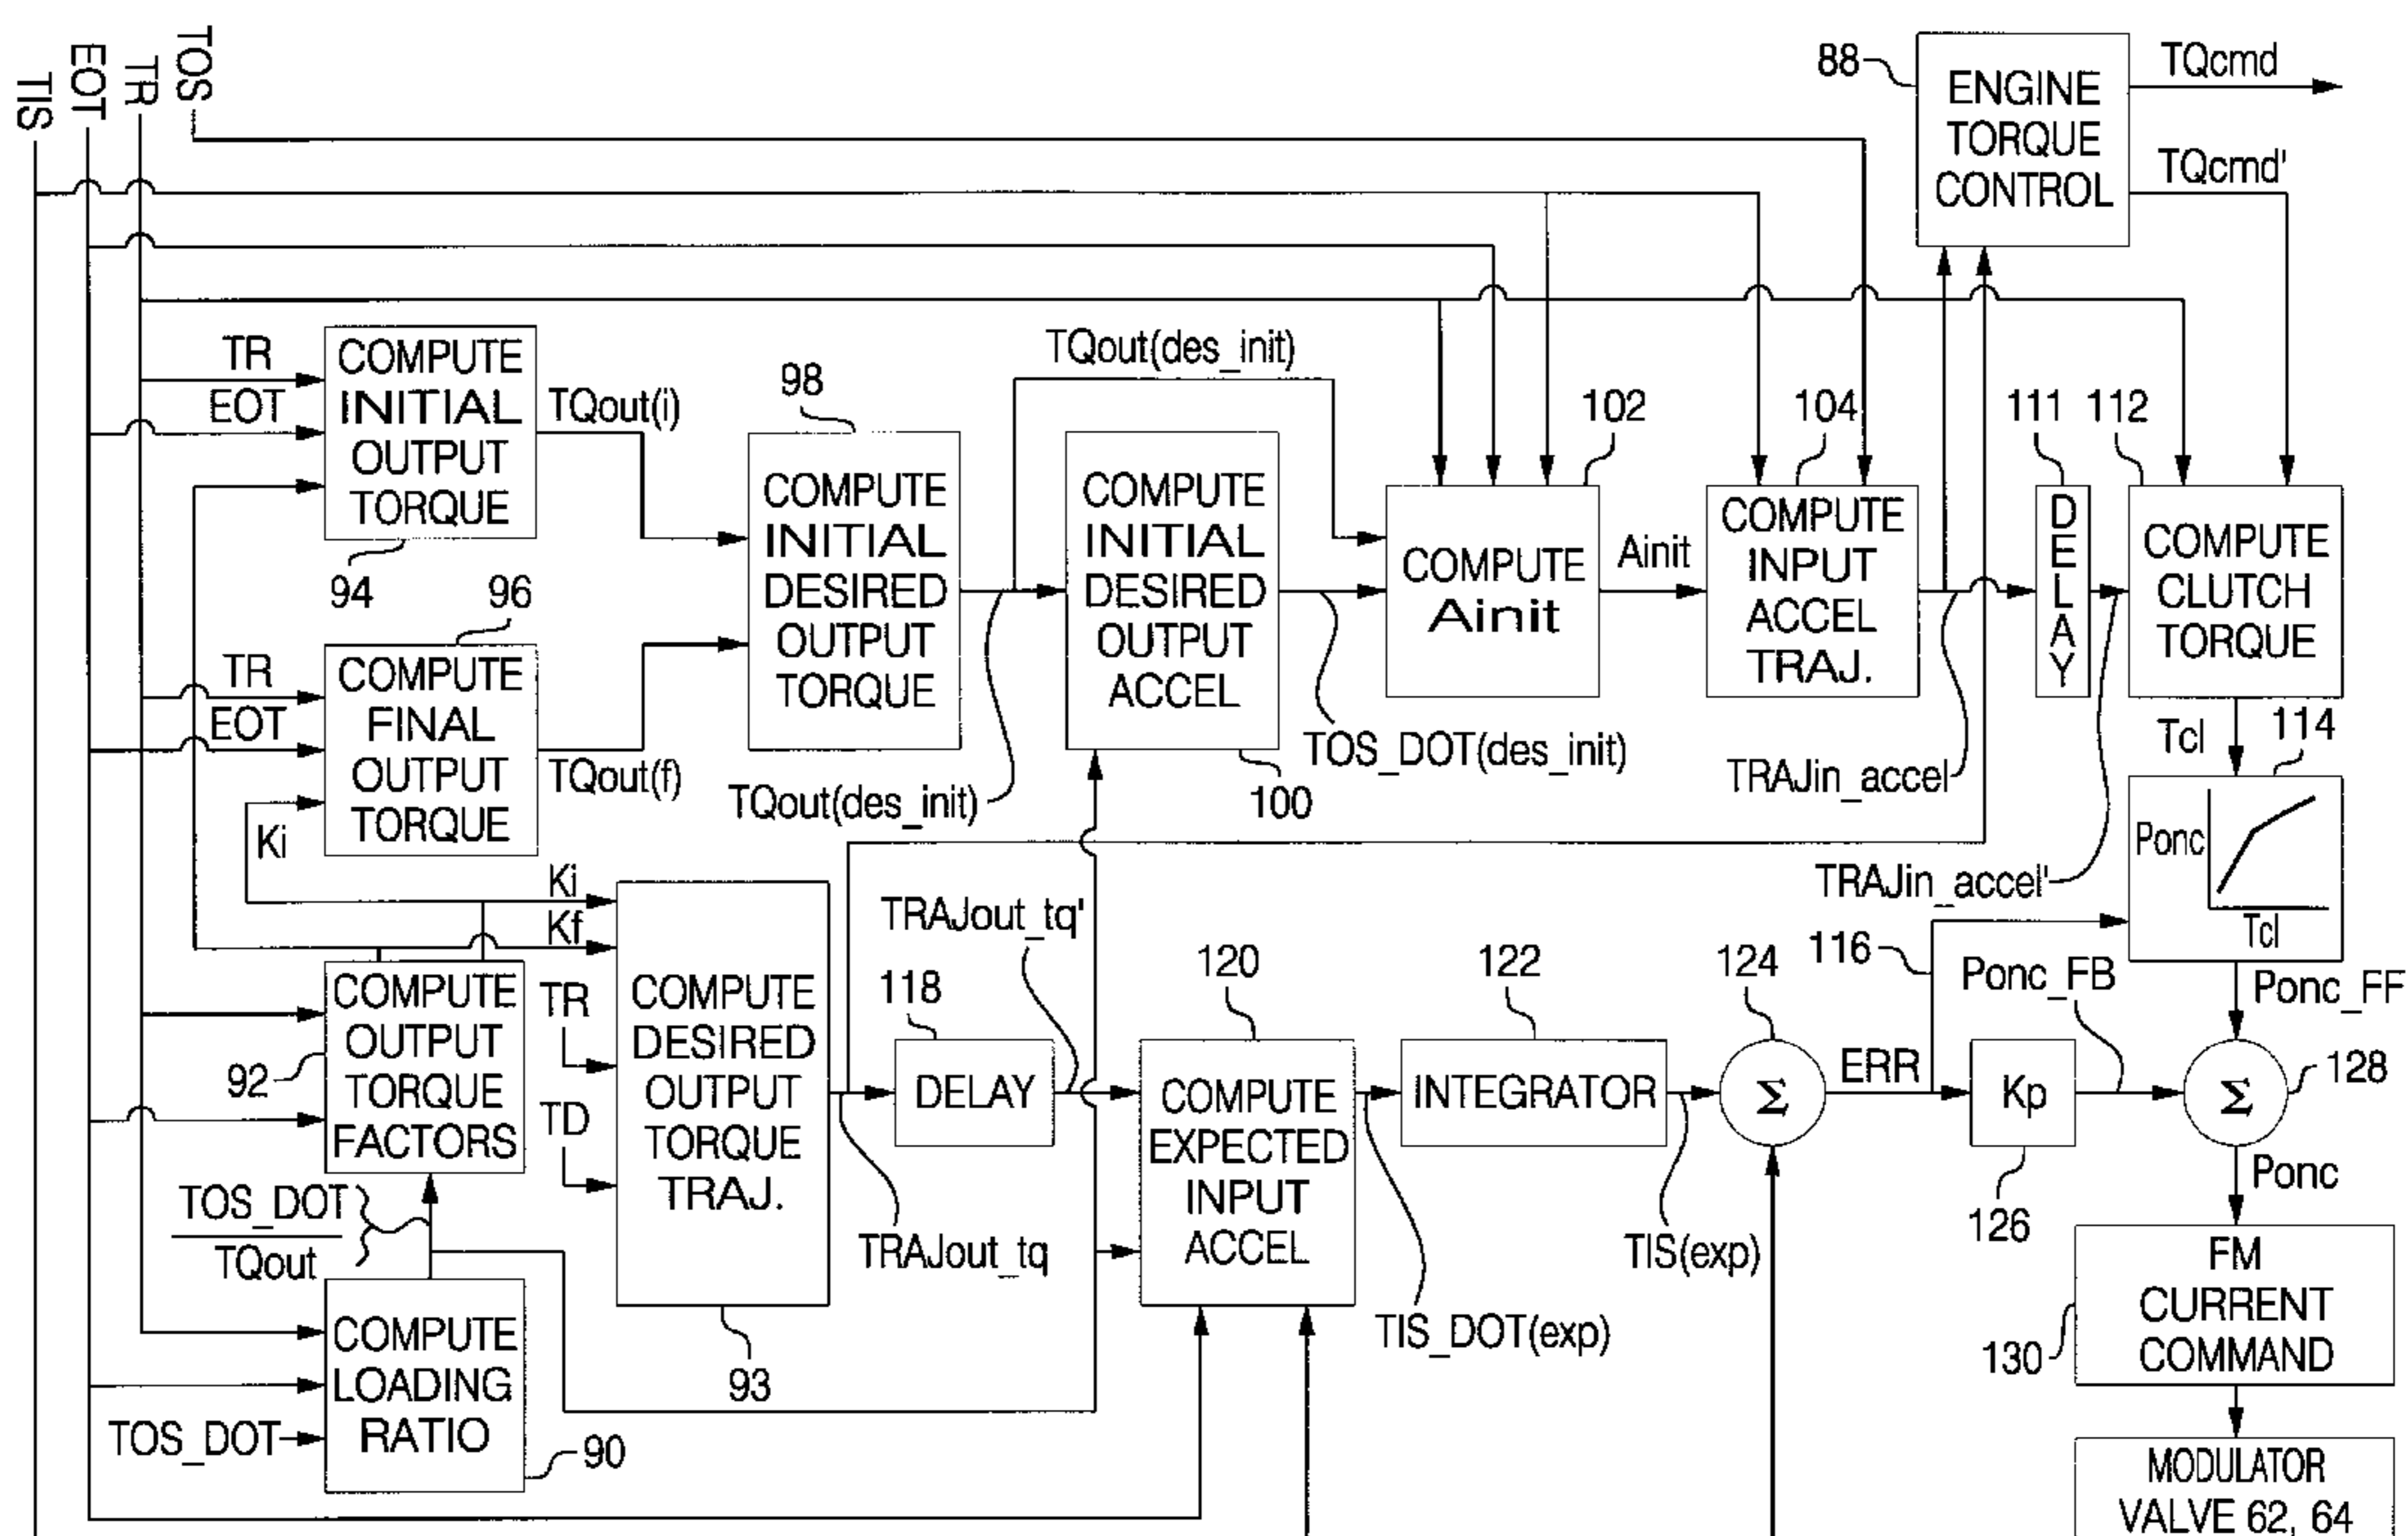 TIS
EOT
TR
TOS
88
ENGINE
TORQUE
CONTROL
TQcmd
TQcmd'
TR
EOT
COMPUTE
INITIAL
OUTPUT
TORQUE
94
TQout(i)
96
TR
EOT
COMPUTE
FINAL
OUTPUT
TORQUE
TQout(f)
Ki
98
COMPUTE
INITIAL
DESIRED
OUTPUT
TORQUE
TQout(des_init)
TQout(des_init)
COMPUTE
INITIAL
DESIRED
OUTPUT
ACCEL
100
TOS_DOT(des_init)
102
COMPUTE
Ainit
Ainit
104
COMPUTE
INPUT
ACCEL
TRAJ.
TRAJin_accel
111
DELAY
TRAJin_accel'
112
COMPUTE
CLUTCH
TORQUE
Tcl
114
Ponc
Tcl
Ki
Kf
COMPUTE
OUTPUT
TORQUE
FACTORS
92
TR
TD
COMPUTE
DESIRED
OUTPUT
TORQUE
TRAJ.
93
TRAJout_tq
118
DELAY
TRAJout_tq'
120
COMPUTE
EXPECTED
INPUT
ACCEL
TIS_DOT(exp)
122
INTEGRATOR
TIS(exp)
124
Σ
ERR
116
Ponc_FB
Kp
126
Ponc_FF
Σ
128
Ponc
TOS_DOT
TQout
COMPUTE
LOADING
RATIO
TOS_DOT
90
FM
CURRENT
COMMAND
130
MODULATOR
VALVE 62, 64